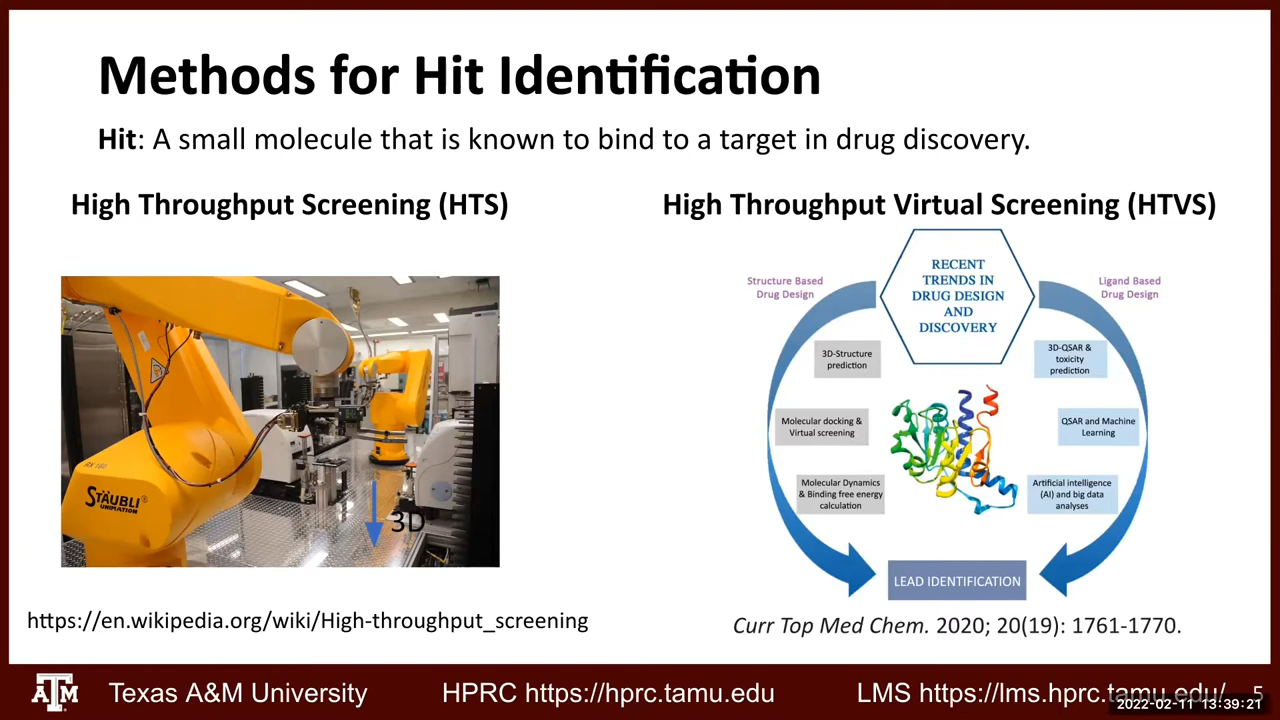 Methods for Hit Identification
Hit: A small molecule that is known to bind to a target in drug discovery.
High Throughput Screening (HTS)
RX 160
STÄUBLI®
UNIMATION
3D
https://en.wikipedia.org/wiki/High-throughput_screening
High Throughput Virtual Screening (HTVS)
RECENT
TRENDS IN
DRUG DESIGN
AND
DISCOVERY
Structure Based
Drug Design
Ligand Based
Drug Design
3D-Structure
prediction
Molecular docking &
Virtual screening
Molecular Dynamics
& Binding free energy
calculation
3D-QSAR &
toxicity
prediction
QSAR and Machine
Learning
Artificial intelligence
(AI) and big data
analyses
LEAD IDENTIFICATION
Curr Top Med Chem. 2020; 20(19): 1761-1770.
ATM Texas A&M University
HPRC https://hprc.tamu.edu
LMS https://lms.hprc.tamu.edu/
5
2022-02-11 13:39:21